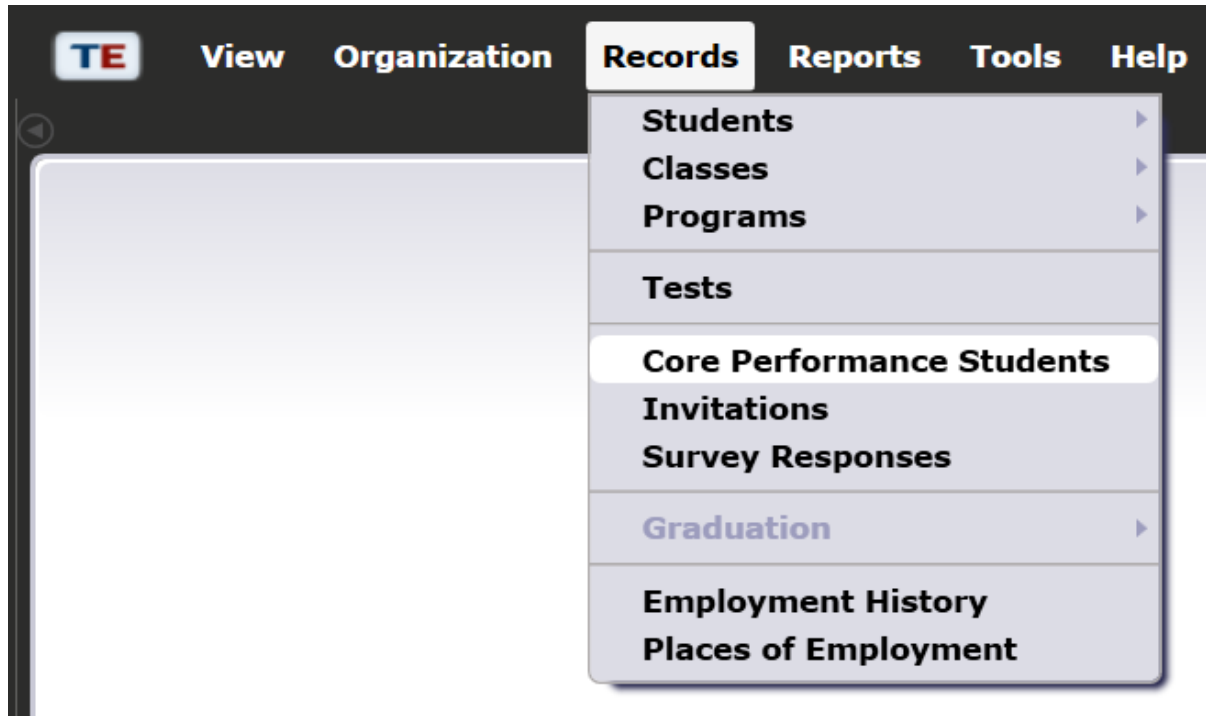 TE View Organization Records Reports Tools Help
Students
Classes
Programs
Tests
Core Performance Students
Invitations
Survey Responses
Graduation
Employment History
Places of Employment